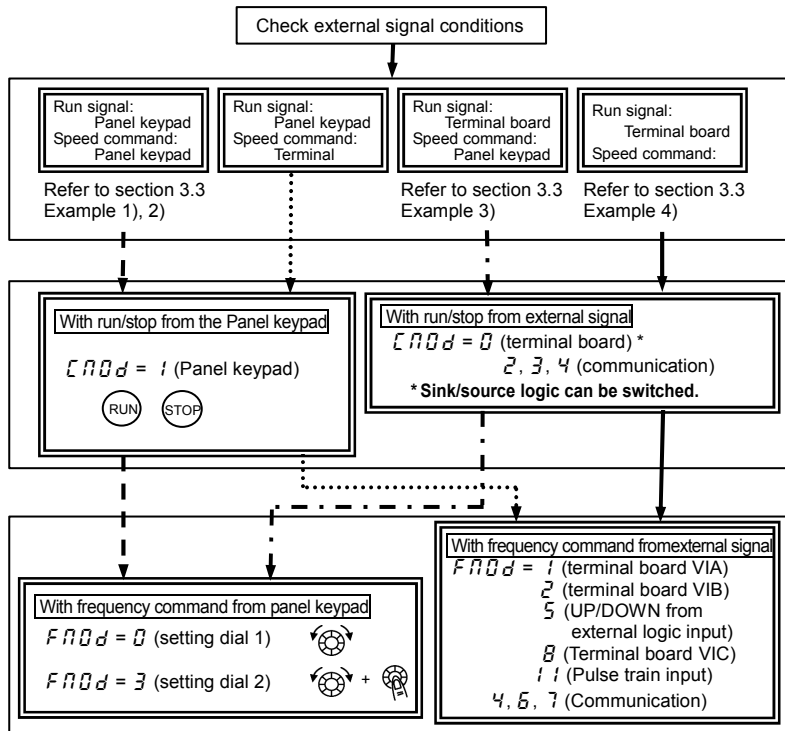 Check external signal conditions
Run signal:
Panel keypad
Speed command:
Panel keypad
Run signal:
Panel keypad
Speed command:
Terminal
Run signal:
Terminal board
Speed command:
Panel keypad
Run signal:
Terminal board
Speed command:
Refer to section 3.3
Example 1), 2)
Refer to section 3.3
Example 3)
Refer to section 3.3
Example 4)
With run/stop from the Panel keypad
CMOd = 1 (Panel keypad)
RUN STOP
With run/stop from external signal
CMOd = 0 (terminal board) *
2, 3, 4 (communication)
* Sink/source logic can be switched.
With frequency command from panel keypad
FMOd = 0 (setting dial 1)
FMOd = 3 (setting dial 2) +
With frequency command fromexternal signal
FMOd = 1 (terminal board VIA)
2 (terminal board VIB)
5 (UP/DOWN from
external logic input)
8 (Terminal board VIC)
11 (Pulse train input)
4, 6, 7 (Communication)